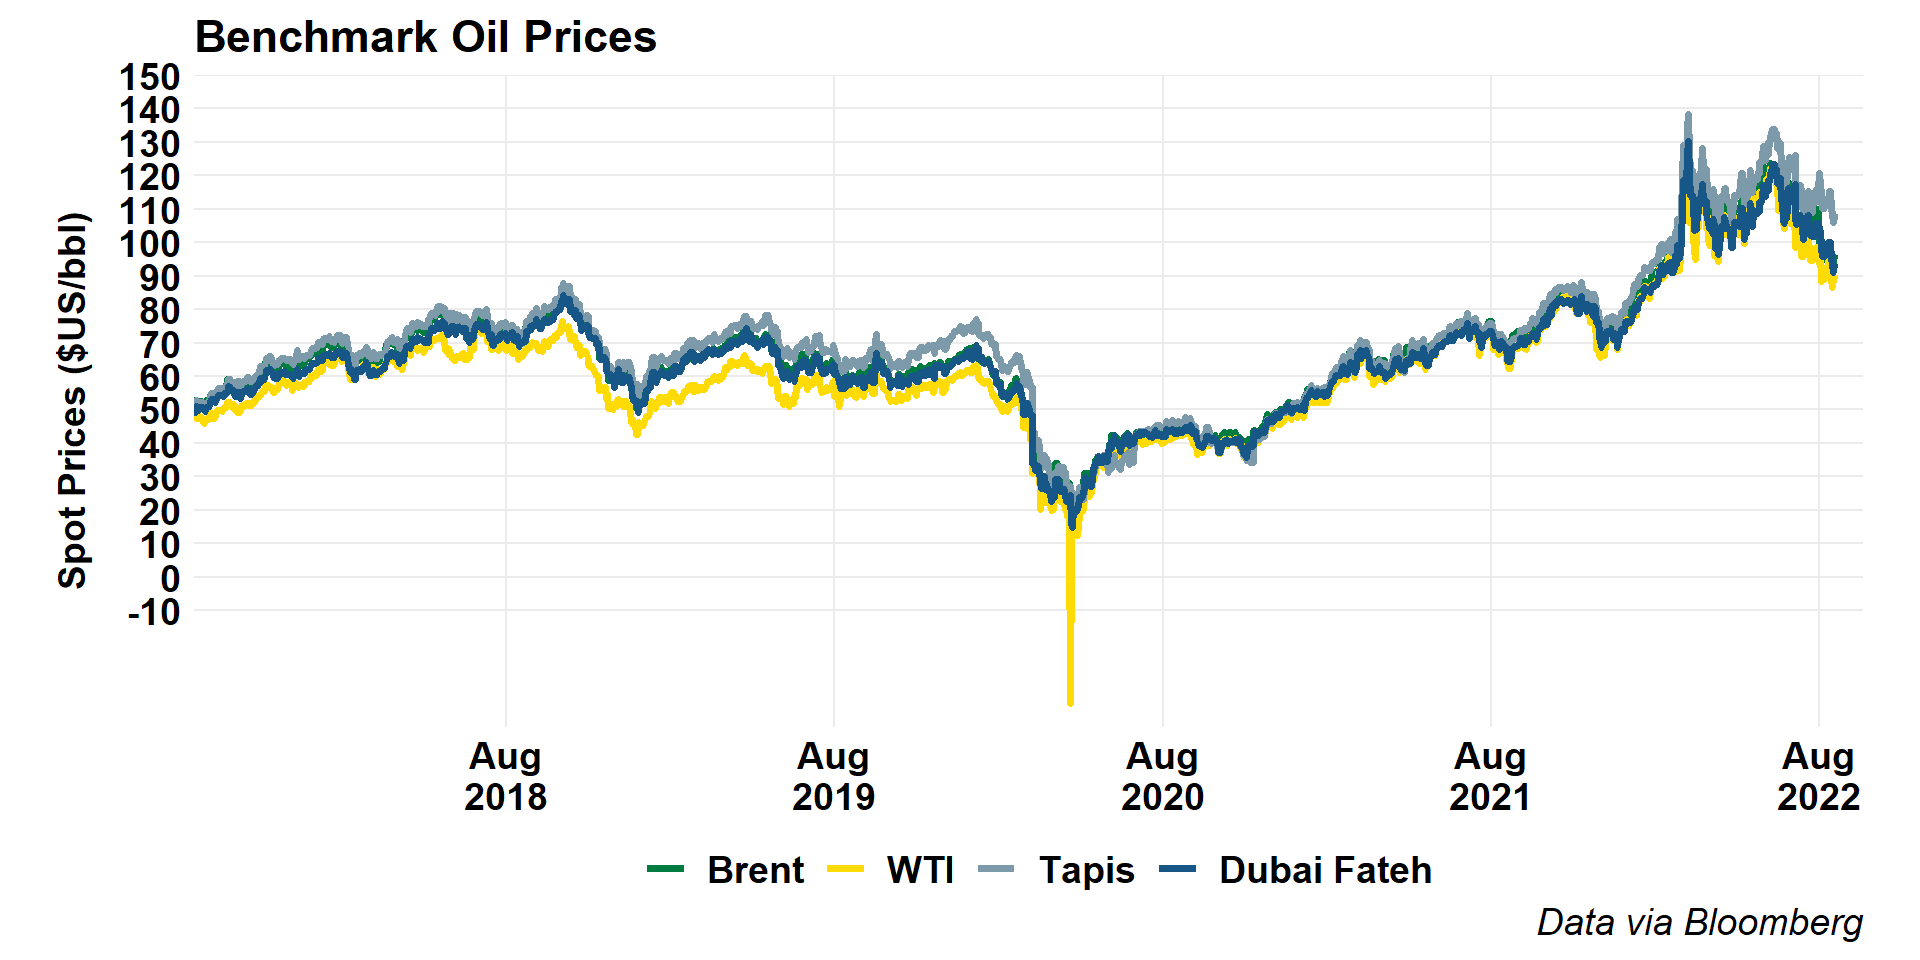 Benchmark Oil Prices
150
140
130
120
110
100
90
80
70
60
50
40
30
20
10
0
-10
Spot Prices ($US/bbl)
Aug
2018
Aug
2019
Aug
2020
Aug
2021
Aug
2022
Brent WTI Tapis Dubai Fateh
Data via Bloomberg